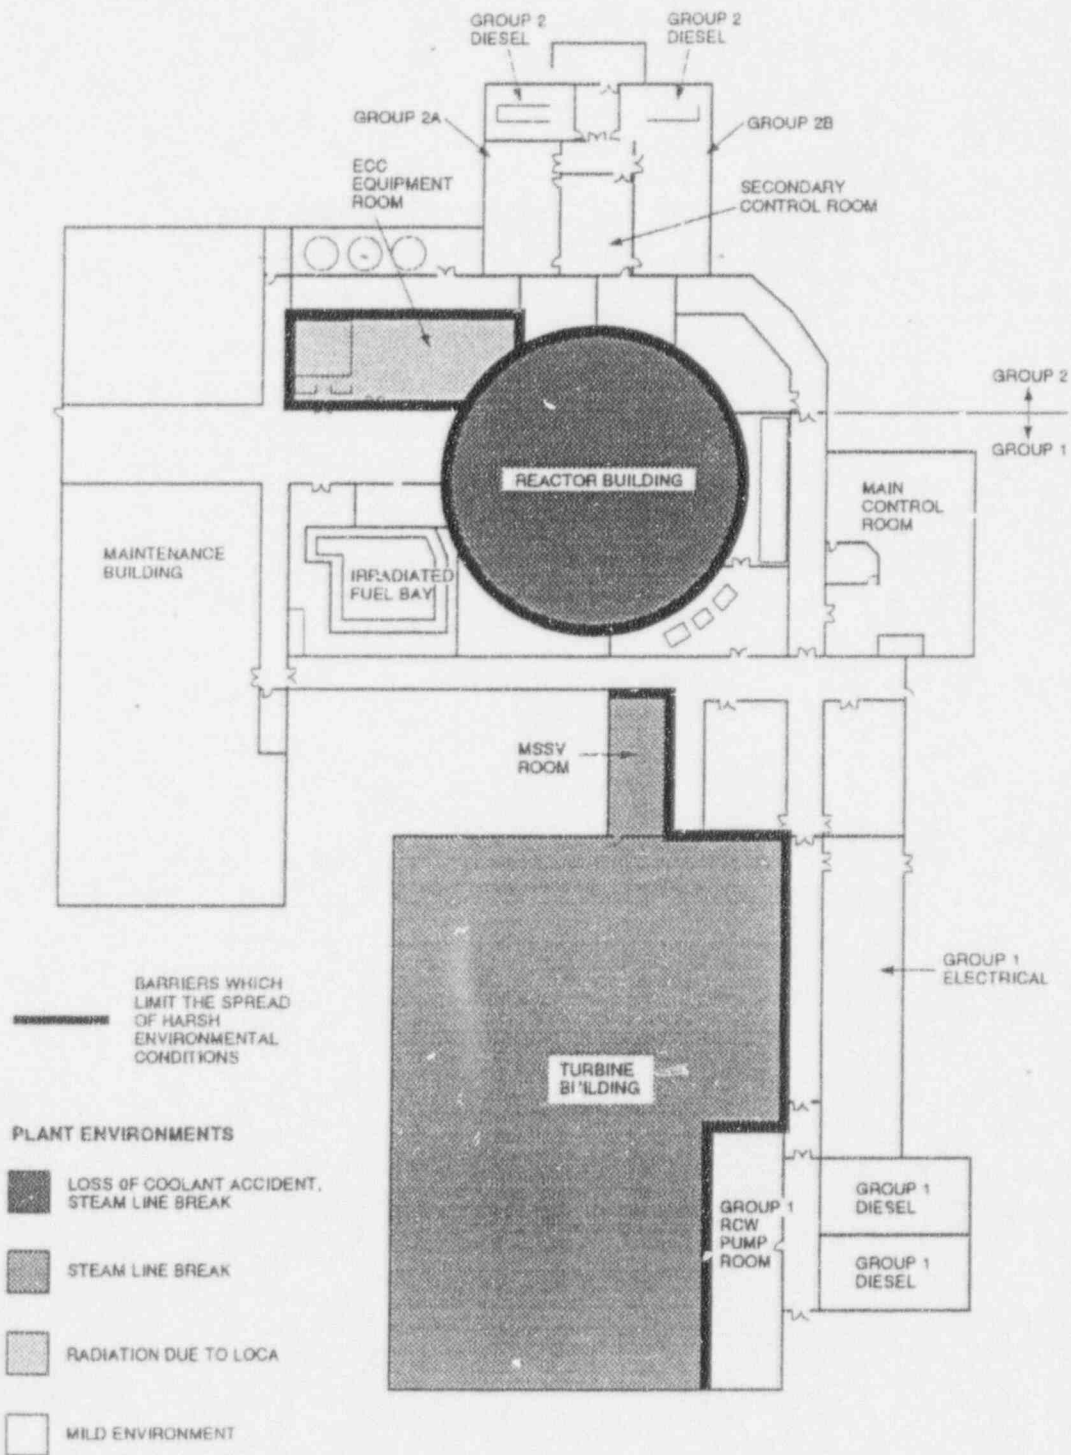 GROUP 2
DIESEL
GROUP 2
DIESEL
GROUP 2A
GROUP 2B
ECC
EQUIPMENT
ROOM
SECONDARY
CONTROL ROOM
GROUP 2
GROUP 1
REACTOR BUILDING
MAIN
CONTROL
ROOM
MAINTENANCE
BUILDING
IRRADIATED
FUEL BAY
MSSV
ROOM
GROUP 1
ELECTRICAL
BARRIERS WHICH
LIMIT THE SPREAD
OF HARSH
ENVIRONMENTAL
CONDITIONS
TURBINE
BUILDING
PLANT ENVIRONMENTS
LOSS OF COOLANT ACCIDENT,
STEAM LINE BREAK
GROUP 1
RCW
PUMP
ROOM
GROUP 1
DIESEL
STEAM LINE BREAK
GROUP 1
DIESEL
RADIATION DUE TO LOCA
MILD ENVIRONMENT